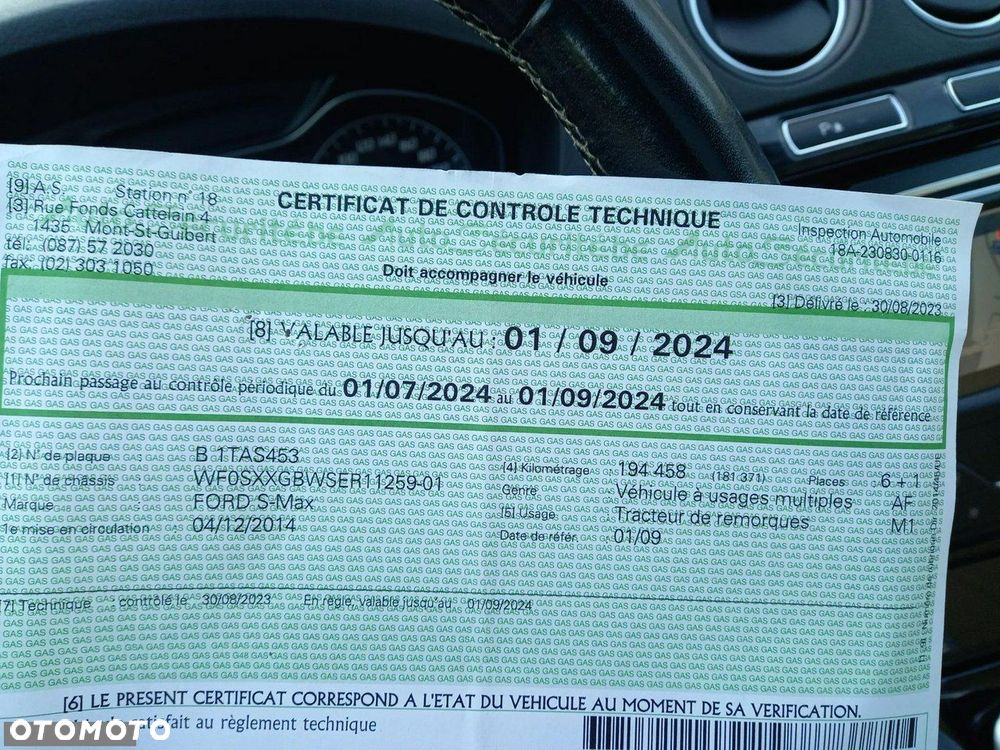 [9] A.S. Station n° 18
[3] Rue Fonds Cattelain 4
1435 Mont-St-Guibert
tél: (087) 57 2030
fax: (02) 303 1050
CERTIFICAT DE CONTROLE TECHNIQUE
Doit accompagner le véhicule
Inspection Automobile
18A-230830-0116
[3] Délivré le : 30/08/2023
[8] VALABLE JUSQU'AU : 01 / 09 / 2024
Prochain passage au contrôle périodique du 01/07/2024 au 01/09/2024 tout en conservant la date de référence
[2] N° de plaque B 1TAS453
[1] N° de chassis WF0SXXGBWSER11259-01
Marque FORD S-Max
1e mise en circulation 04/12/2014
[4] Kilométrage 194 458 (181 371) Places 6 + 1
Genre Véhicule à usages multiples AF
[5] Usage Tracteur de remorques M1
Date de référ. 01/09
[7] Technique contrôlé le 30/08/2023 En règle, valable jusqu'au 01/09/2024
[6] LE PRESENT CERTIFICAT CORRESPOND A L'ETAT DU VEHICULE AU MOMENT DE SA VERIFICATION.
satisfait au règlement technique
OTOMOTO